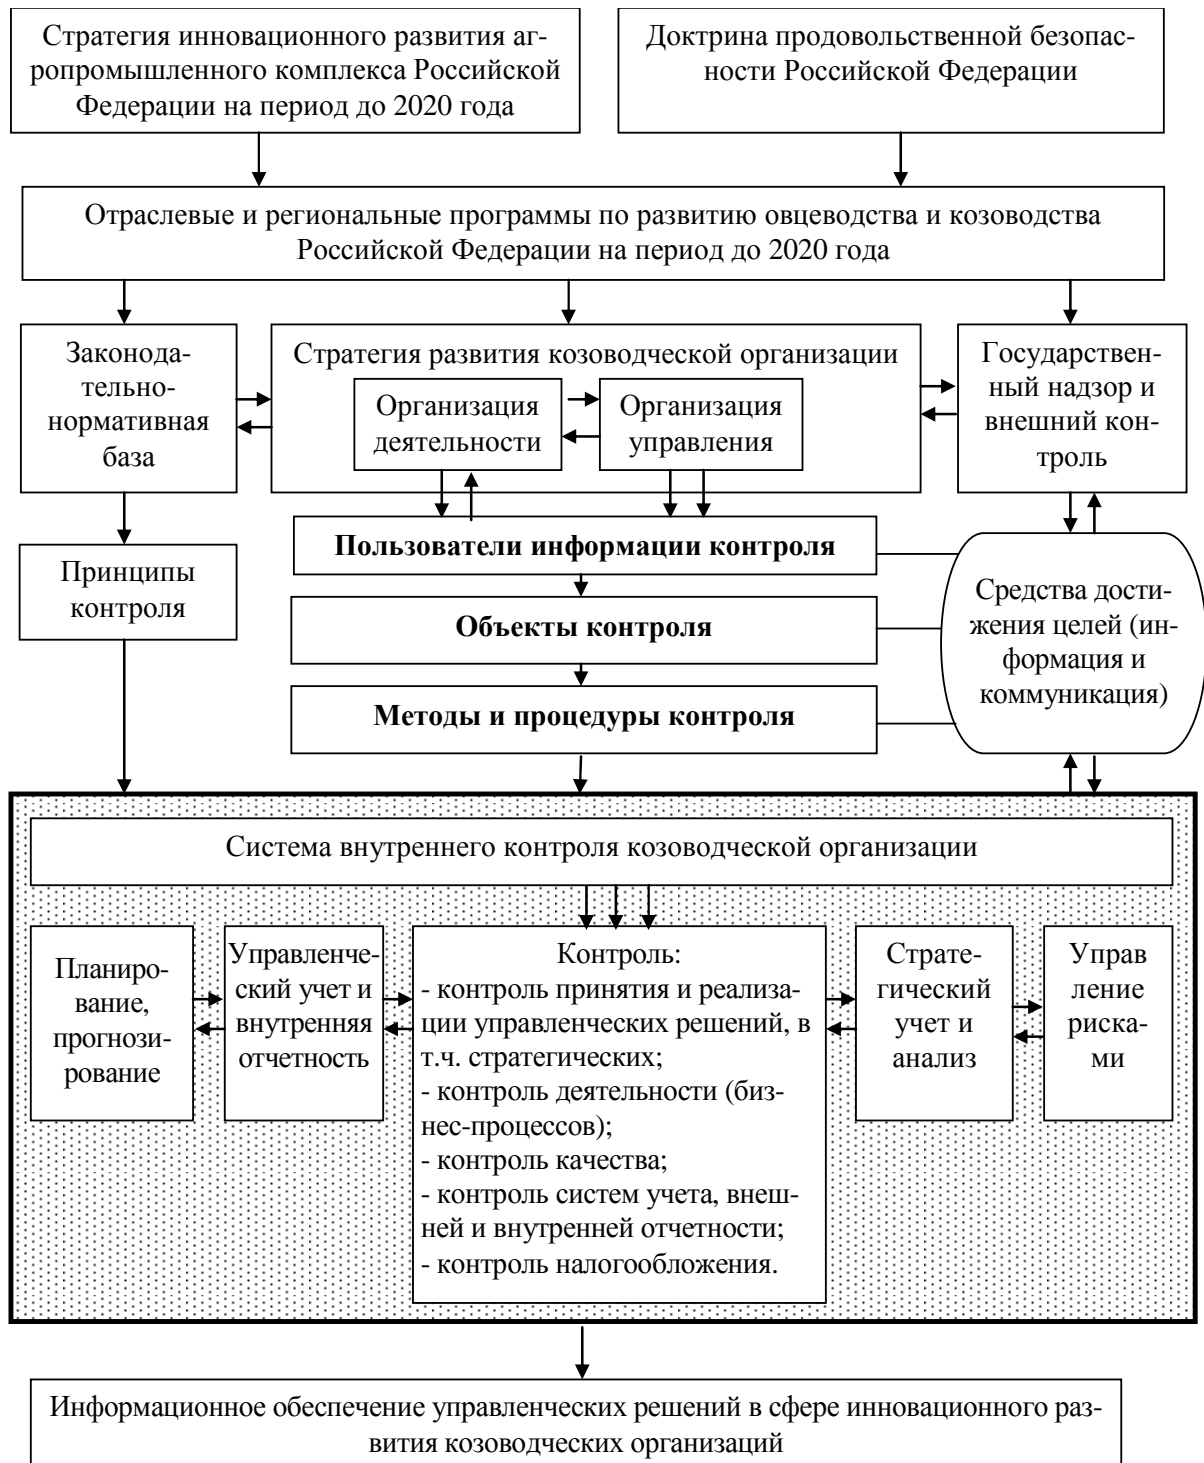 Стратегия инновационного развития аг-
ропромышленного комплекса Российской
Федерации на период до 2020 года
Доктрина продовольственной безопас-
ности Российской Федерации
Отраслевые и региональные программы по развитию овцеводства и козоводства
Российской Федерации на период до 2020 года
Законода-
тельно-
нормативная
база
Стратегия развития козоводческой организации
Организация
деятельности
Организация
управления
Государствен-
ный надзор и
внешний кон-
троль
Пользователи информации контроля
Принципы
контроля
Объекты контроля
Методы и процедуры контроля
Средства дости-
жения целей (ин-
формация и
коммуникация)
Система внутреннего контроля козоводческой организации
Планиро-
вание,
прогнози-
рование
Управленче-
ский учет и
внутренняя
отчетность
Контроль:
- контроль принятия и реализа-
ции управленческих решений, в
т.ч. стратегических;
- контроль деятельности (биз-
нес-процессов);
- контроль качества;
- контроль систем учета, внеш-
ней и внутренней отчетности;
- контроль налогообложения.
Страте-
гический
учет и
анализ
Управ
ление
риска-
ми
Информационное обеспечение управленческих решений в сфере инновационного раз-
вития козоводческих организаций